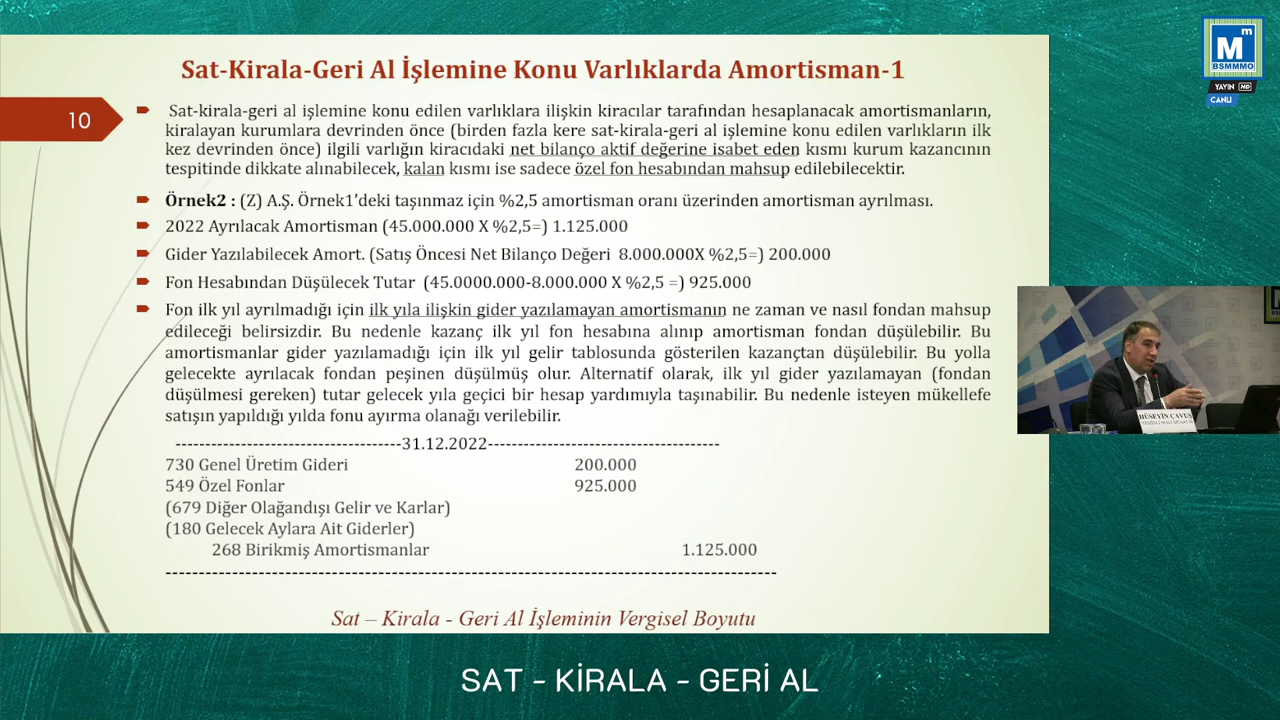 Sat-Kirala-Geri Al İşlemine Konu Varlıklarda Amortisman-1
10
Sat-kirala-geri al işlemine konu edilen varlıklara ilişkin kiracılar tarafından hesaplanacak amortismanların,
kiralayan kurumlara devrinden önce (birden fazla kere sat-kirala-geri al işlemine konu edilen varlıkların ilk
kez devrinden önce) ilgili varlığın kiracıdaki net bilanço aktif değerine isabet eden kısmı kurum kazancının
tespitinde dikkate alınabilecek, kalan kısmı ise sadece özel fon hesabından mahsup edilebilecektir.
Örnek2 : (Z) A.Ş. Örnek1'deki taşınmaz için %2,5 amortisman oranı üzerinden amortisman ayrılması.
2022 Ayrılacak Amortisman (45.000.000 X %2,5=) 1.125.000
Gider Yazılabilecek Amort. (Satış Öncesi Net Bilanço Değeri 8.000.000X %2,5=) 200.000
Fon Hesabından Düşülecek Tutar (45.0000.000-8.000.000 X %2,5 =) 925.000
Fon ilk yıl ayrılmadığı için ilk yıla ilişkin gider yazılamayan amortismanın ne zaman ve nasıl fondan mahsup
edileceği belirsizdir. Bu nedenle kazanç ilk yıl fon hesabına alınıp amortisman fondan düşülebilir. Bu
amortismanlar gider yazılamadığı için ilk yıl gelir tablosunda gösterilen kazançtan düşülebilir. Bu yolla
gelecekte ayrılacak fondan peşinen düşülmüş olur. Alternatif olarak, ilk yıl gider yazılamayan (fondan
düşülmesi gereken) tutar gelecek yıla geçici bir hesap yardımıyla taşınabilir. Bu nedenle isteyen mükellefe
satışın yapıldığı yılda fonu ayırma olanağı verilebilir.
----------------------------------31.12.2022-----------------------------------
730 Genel Üretim Gideri 200.000
549 Özel Fonlar 925.000
(679 Diğer Olağandışı Gelir ve Karlar)
(180 Gelecek Aylara Ait Giderler)
268 Birikmiş Amortismanlar 1.125.000
--------------------------------------------------------------------------------------------
Sat – Kirala - Geri Al İşleminin Vergisel Boyutu
SAT - KİRALA - GERİ AL
Mm
BSMMMO
YAYIN HD
CANLI
HÜSEYİN ÇAVUŞ